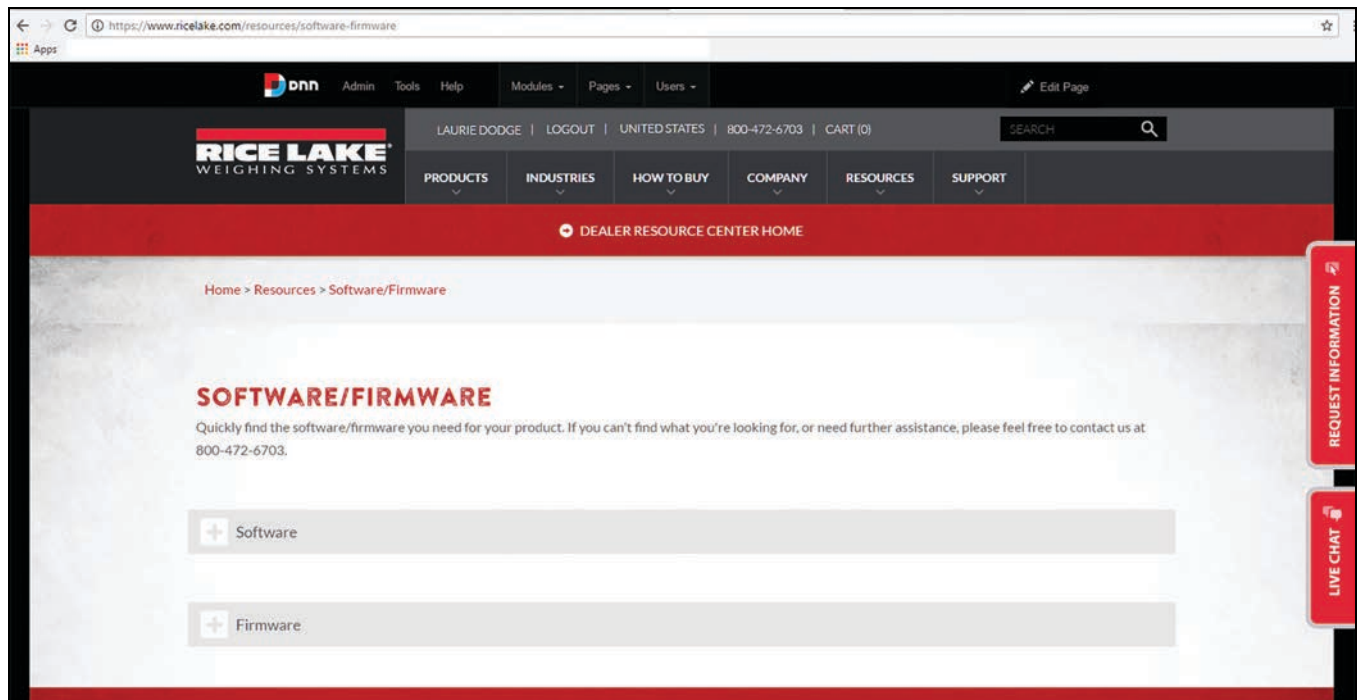 https://www.ricelake.com/resources/software-firmware
Apps
DNN Admin Tools Help Modules Pages Users Edit Page
LAURIE DODGE | LOGOUT | UNITED STATES | 800-472-6703 | CART (0) SEARCH
RICE LAKE®
WEIGHING SYSTEMS
PRODUCTS INDUSTRIES HOW TO BUY COMPANY RESOURCES SUPPORT
DEALER RESOURCE CENTER HOME
Home > Resources > Software/Firmware
SOFTWARE/FIRMWARE
Quickly find the software/firmware you need for your product. If you can't find what you're looking for, or need further assistance, please feel free to contact us at
800-472-6703.
Software
Firmware
REQUEST INFORMATION
LIVE CHAT